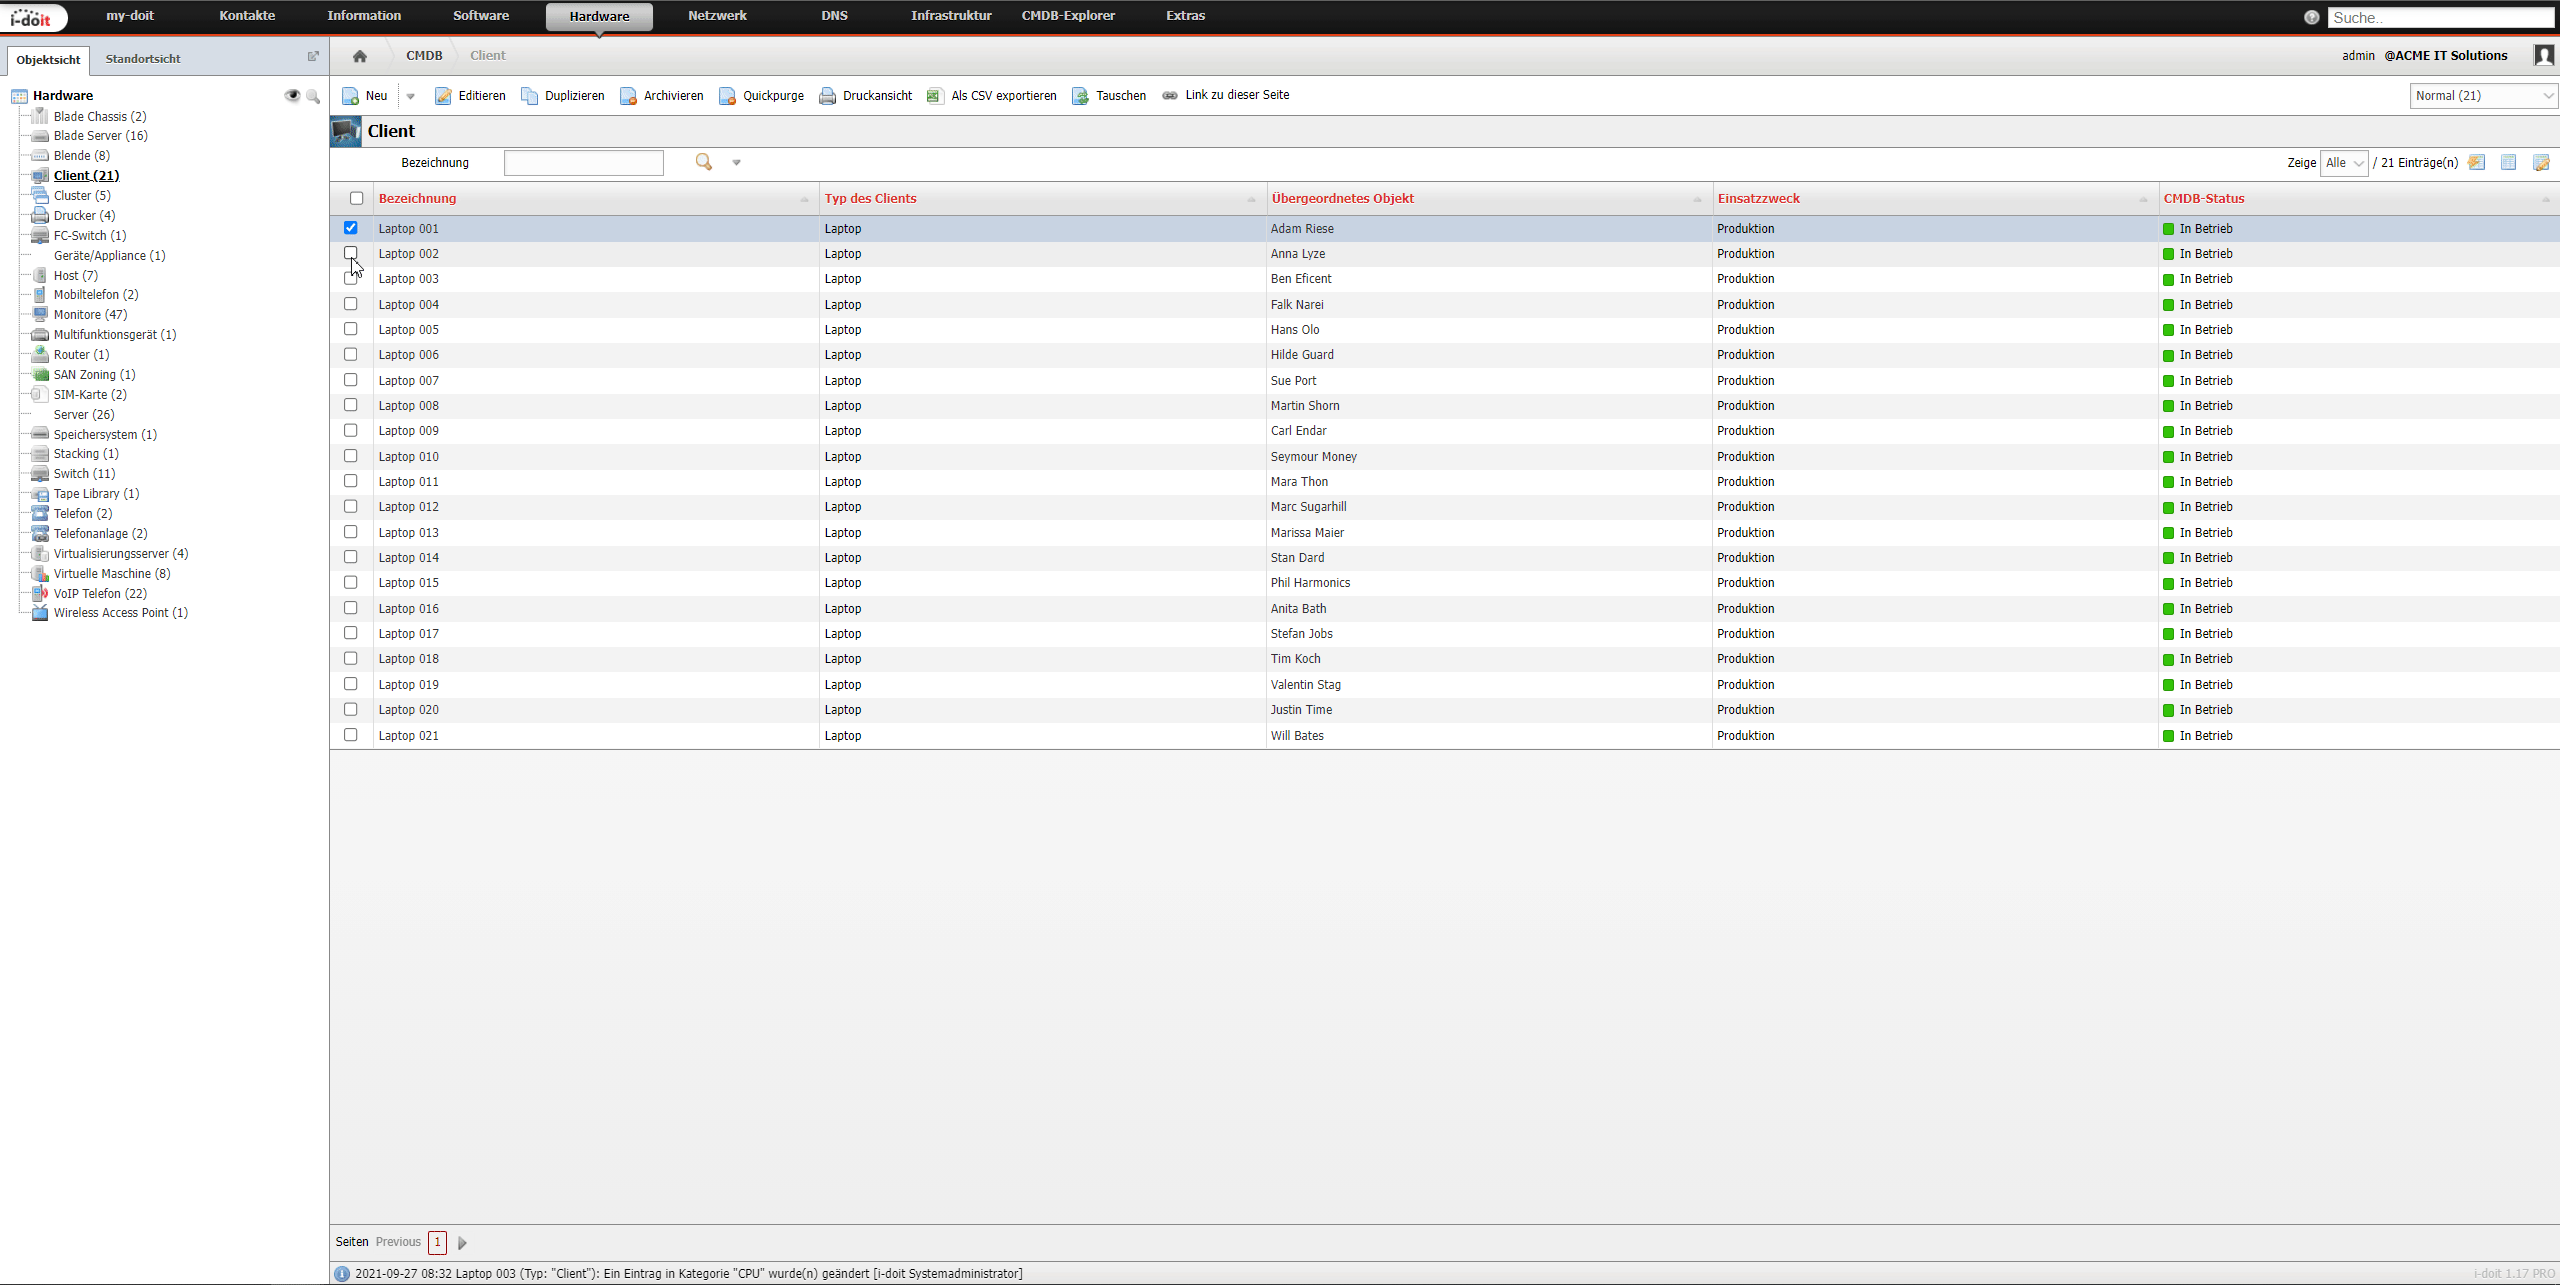 i-doit my-doit Kontakte Information Software Hardware Netzwerk DNS Infrastruktur CMDB-Explorer Extras Suche..
Objektsicht Standortsicht
CMDB Client
admin @ACME IT Solutions
Hardware
Blade Chassis (2)
Blade Server (16)
Blende (8)
Client (21)
Cluster (5)
Drucker (4)
FC-Switch (1)
Geräte/Appliance (1)
Host (7)
Mobiltelefon (2)
Monitore (47)
Multifunktionsgerät (1)
Router (1)
SAN Zoning (1)
SIM-Karte (2)
Server (26)
Speichersystem (1)
Stacking (1)
Switch (11)
Tape Library (1)
Telefon (2)
Telefonanlage (2)
Virtualisierungsserver (4)
Virtuelle Maschine (8)
VoIP Telefon (22)
Wireless Access Point (1)
Neu Editieren Duplizieren Archivieren Quickpurge Druckansicht Als CSV exportieren Tauschen Link zu dieser Seite Normal (21)
Client
Bezeichnung Zeige Alle / 21 Einträge(n)
Bezeichnung Typ des Clients Übergeordnetes Objekt Einsatzzweck CMDB-Status
Laptop 001 Laptop Adam Riese Produktion In Betrieb
Laptop 002 Laptop Anna Lyze Produktion In Betrieb
Laptop 003 Laptop Ben Eficent Produktion In Betrieb
Laptop 004 Laptop Falk Narei Produktion In Betrieb
Laptop 005 Laptop Hans Olo Produktion In Betrieb
Laptop 006 Laptop Hilde Guard Produktion In Betrieb
Laptop 007 Laptop Sue Port Produktion In Betrieb
Laptop 008 Laptop Martin Shorn Produktion In Betrieb
Laptop 009 Laptop Carl Endar Produktion In Betrieb
Laptop 010 Laptop Seymour Money Produktion In Betrieb
Laptop 011 Laptop Mara Thon Produktion In Betrieb
Laptop 012 Laptop Marc Sugarhill Produktion In Betrieb
Laptop 013 Laptop Marissa Maier Produktion In Betrieb
Laptop 014 Laptop Stan Dard Produktion In Betrieb
Laptop 015 Laptop Phil Harmonics Produktion In Betrieb
Laptop 016 Laptop Anita Bath Produktion In Betrieb
Laptop 017 Laptop Stefan Jobs Produktion In Betrieb
Laptop 018 Laptop Tim Koch Produktion In Betrieb
Laptop 019 Laptop Valentin Stag Produktion In Betrieb
Laptop 020 Laptop Justin Time Produktion In Betrieb
Laptop 021 Laptop Will Bates Produktion In Betrieb
Seiten Previous 1
2021-09-27 08:32 Laptop 003 (Typ: "Client"): Ein Eintrag in Kategorie "CPU" wurde(n) geändert [i-doit Systemadministrator]
i-doit 1.17 PRO